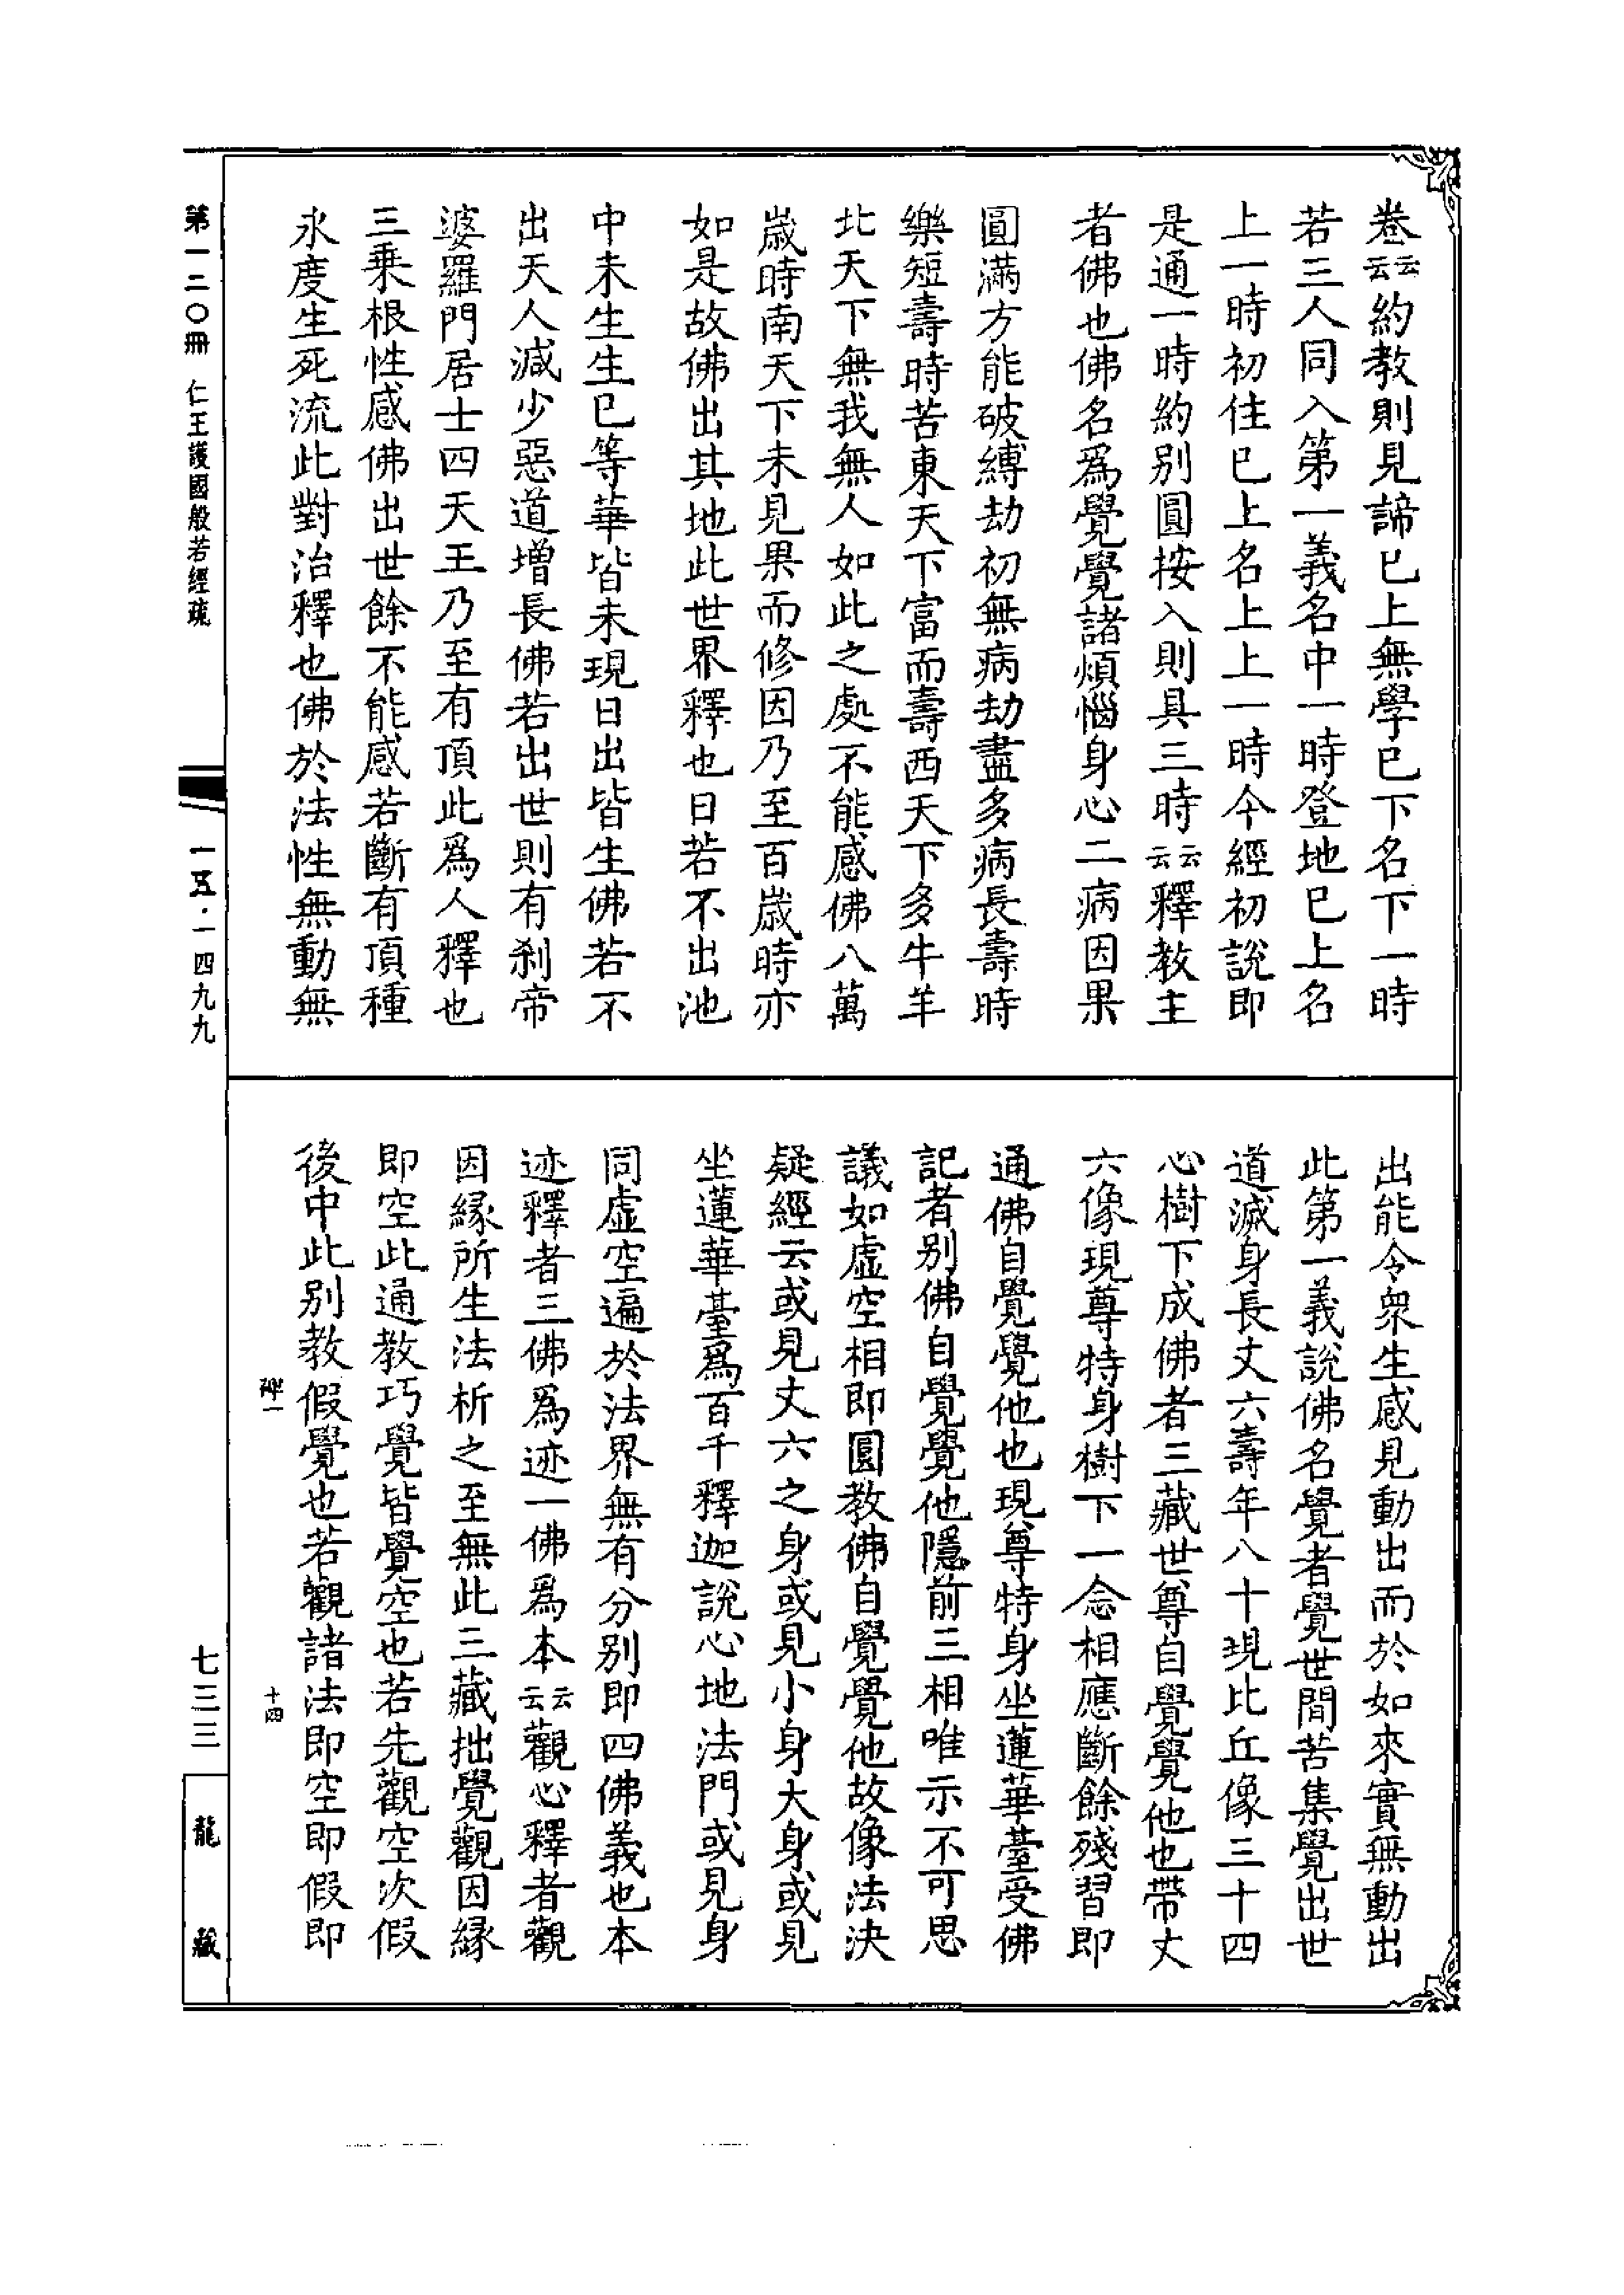 卷云云約教則見諦已上無學已下名下一時
若三人同入第一義名中一時登地已上名
上一時初住已上名上上一時今經初說即
是通一時約別圓按入則具三時云云釋教主
者佛也佛名爲覺覺諸煩惱身心二病因果
圓滿方能破縛劫初無病劫盡多病長壽時
樂短壽時苦東天下富而壽西天下多牛羊
北天下無我無人如此之處不能感佛八萬
歲時南天下未見果而修因乃至百歲時亦
如是故佛出其地此世界釋也日若不出池
中未生生已等華皆未現日出皆生佛若不
出天人減少惡道增長佛若出世則有刹帝
婆羅門居士四天王乃至有頂此爲人釋也
三乘根性感佛出世餘不能感若斷有頂種
永度生死流此對治釋也佛於法性無動無
出能令衆生感見動出而於如來實無動出
此第一義說佛名覺者覺世間苦集覺出世
道滅身長丈六壽年八十現比丘像三十四
心樹下成佛者三藏世尊自覺覺他也帶丈
六像現尊特身樹下一念相應斷餘殘習即
通佛自覺覺他也現尊特身坐蓮華臺受佛
記者別佛自覺覺他隱前三相唯示不可思
議如虛空相即圓教佛自覺覺他故像法決
疑經云或見丈六之身或見小身大身或見
坐蓮華臺爲百千釋迦說心地法門或見身
同虛空遍於法界無有分別即四佛義也本
迹釋者三佛爲迹一佛爲本云云觀心釋者觀
因緣所生法析之至無此三藏拙覺觀因緣
即空此通教巧覺皆覺空也若先觀空次假
後中此別教假覺也若觀諸法即空即假即
十四
第一二〇冊 仁王護國般若經疏
一五·一四九九
七三三
龍藏